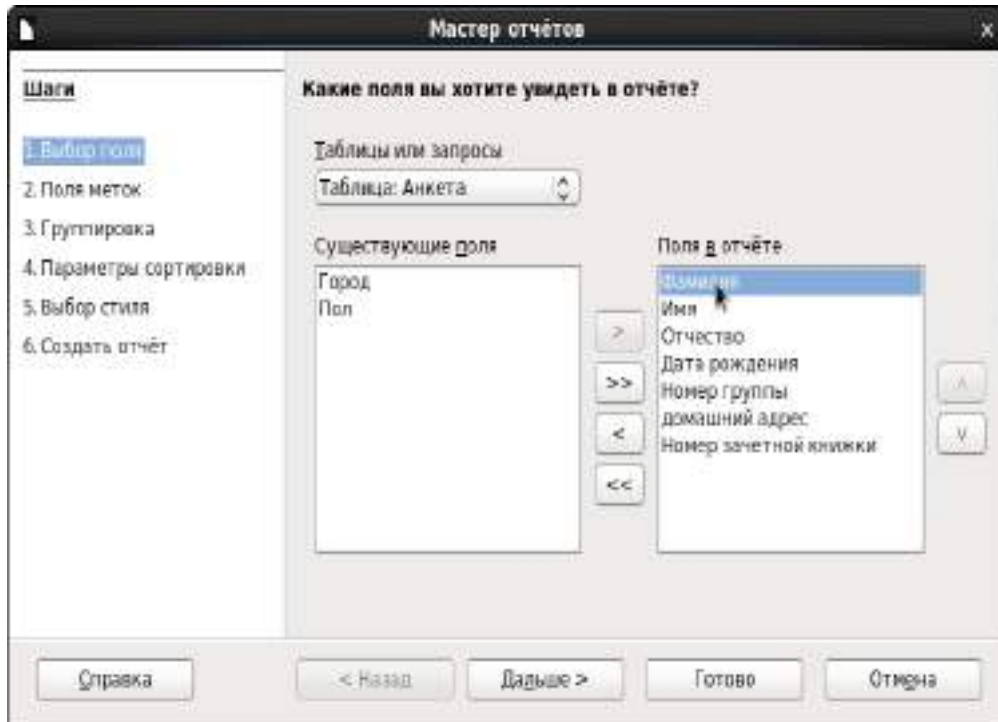 Мастер отчётов
x
Шаги
1. Выбор поля
2. Поля меток
3. Группировка
4. Параметры сортировки
5. Выбор стиля
6. Создать отчёт
Какие поля вы хотите увидеть в отчёте?
Таблицы или запросы
Таблица: Анкета
Существующие поля
Город
Пол
>
>>
<
<<
Поля в отчёте
Фамилия
Имя
Отчество
Дата рождения
Номер группы
домашний адрес
Номер зачетной книжки
Справка
< Назад
Дальше >
Готово
Отмена